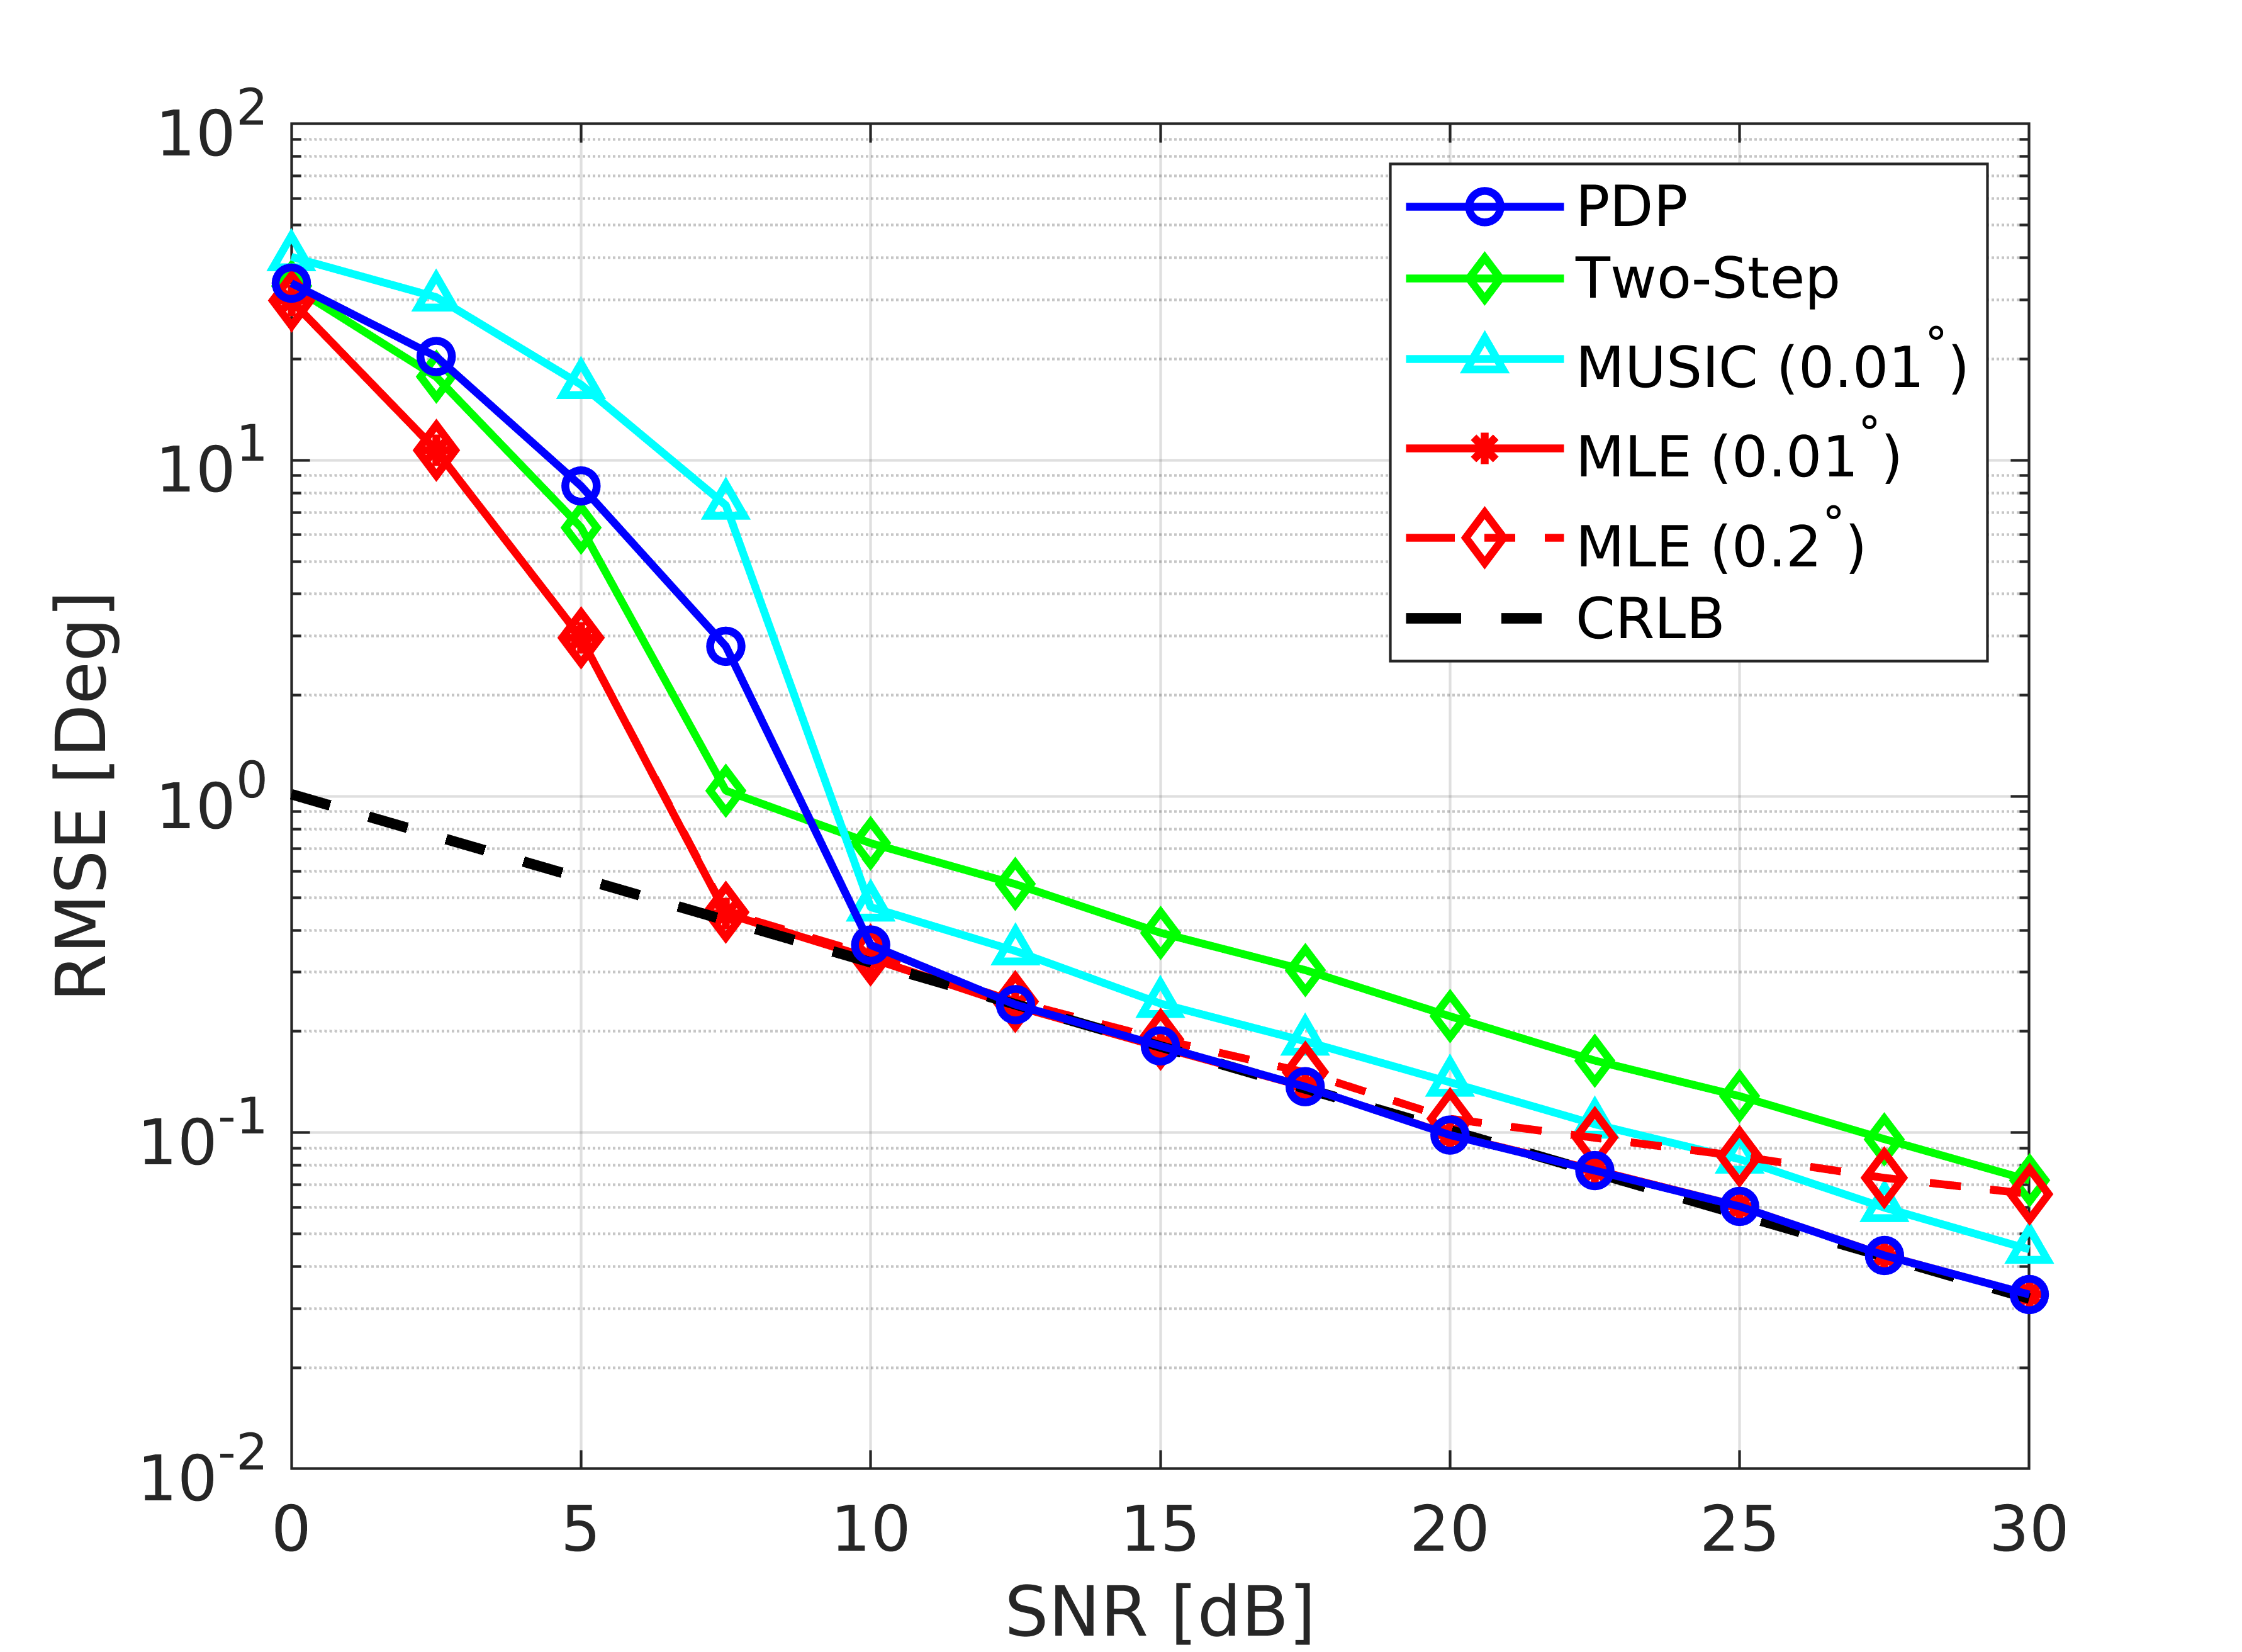 10^2
10^1
10^0
10^-1
10^-2
RMSE [Deg]
PDP
Two-Step
MUSIC (0.01°)
MLE (0.01°)
MLE (0.2°)
CRLB
0 5 10 15 20 25 30
SNR [dB]